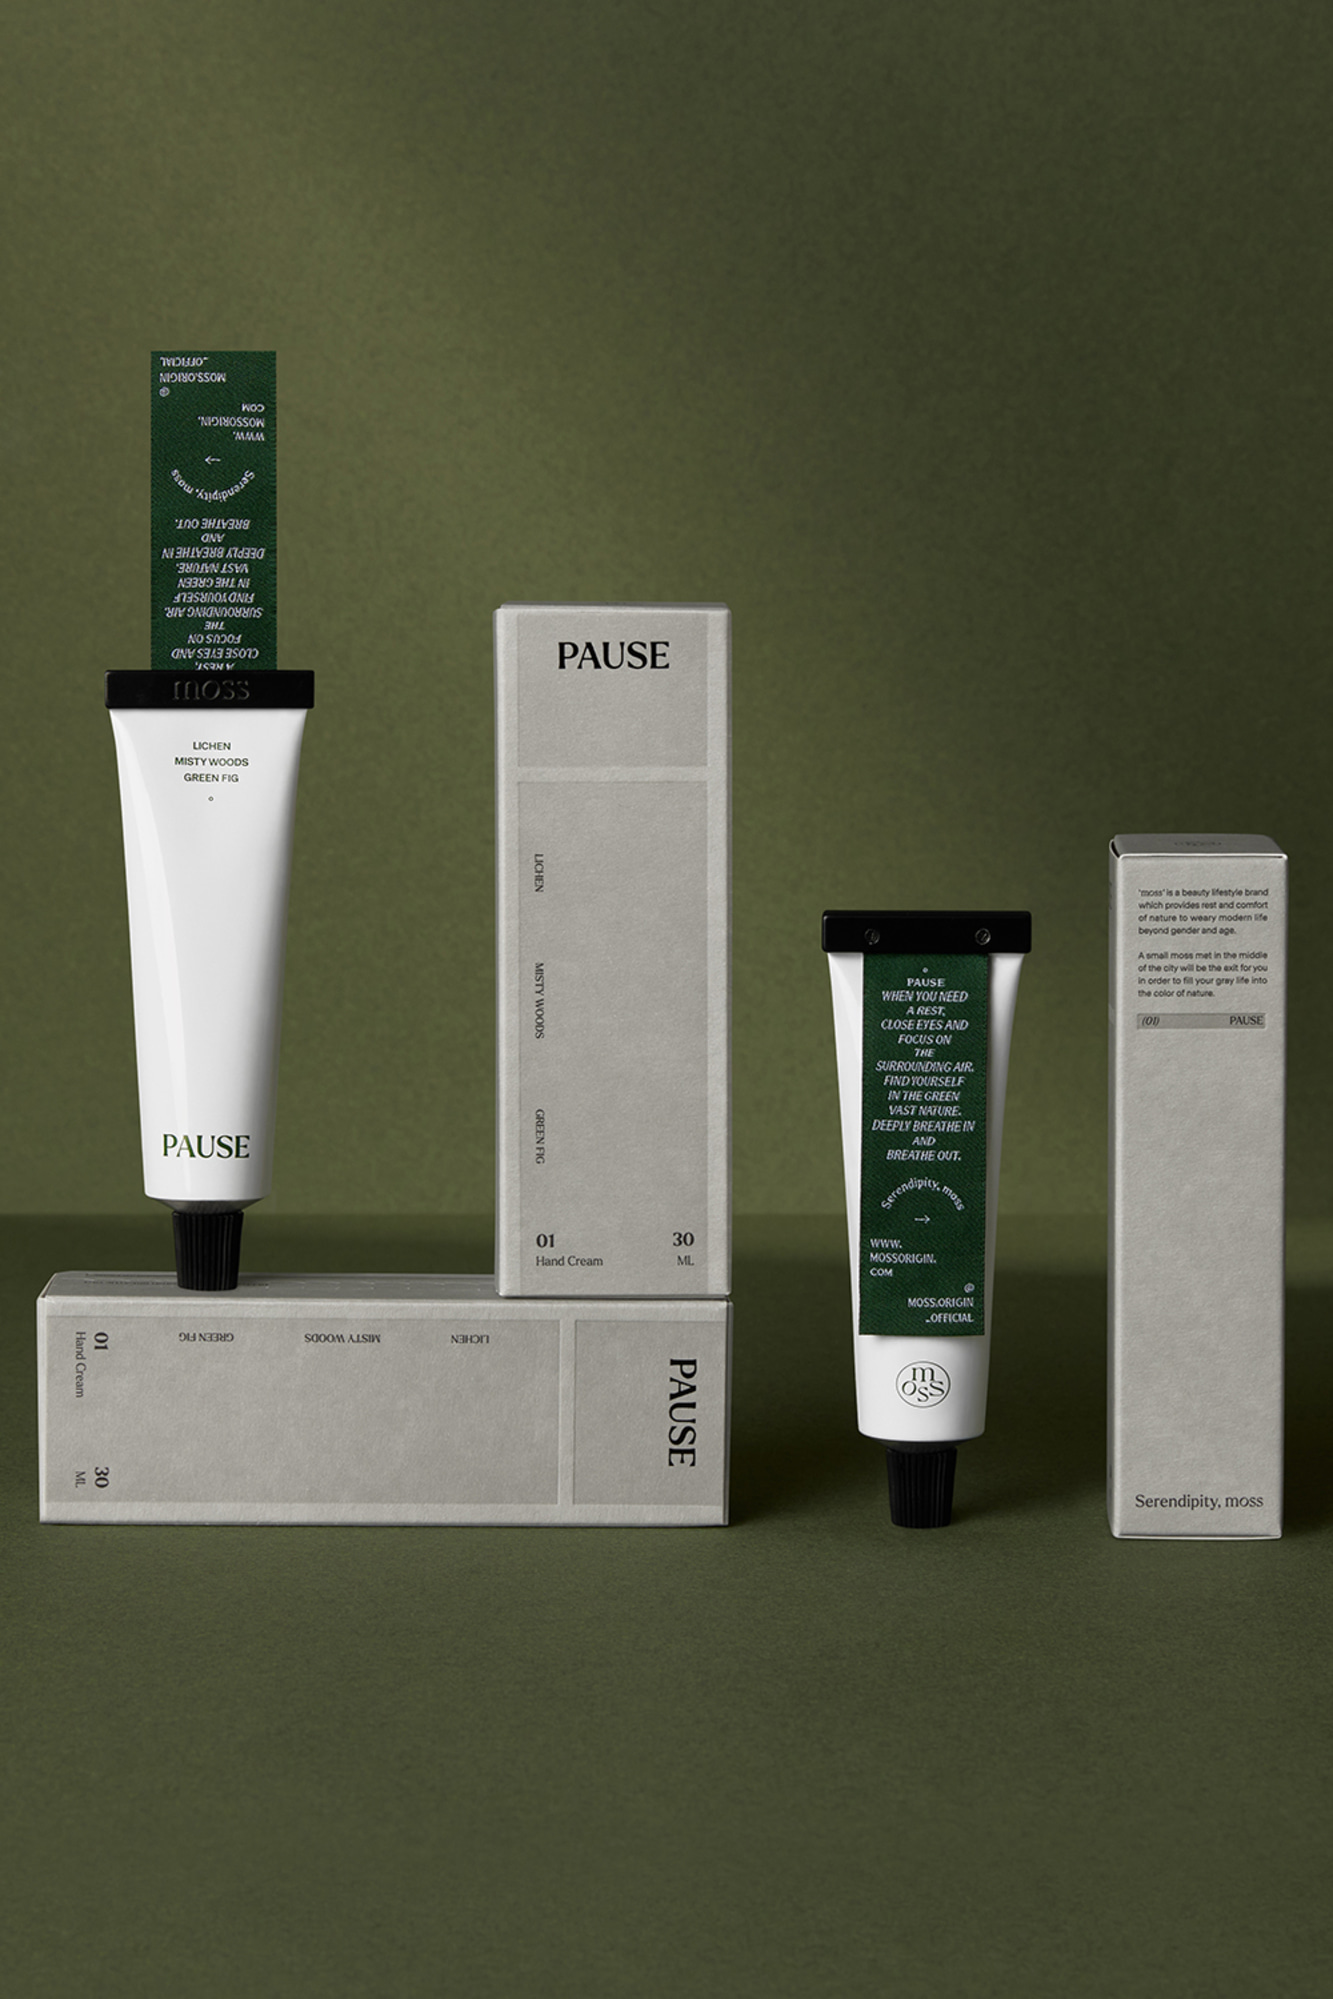 A REST,
CLOSE EYES AND
FOCUS ON
THE
SURROUNDING AIR.
FIND YOURSELF
IN THE GREEN
VAST NATURE.
DEEPLY BREATHE IN
AND
BREATHE OUT.
Serendipity, moss
→
WWW.
MOSSORIGIN.
COM
@
MOSS.ORIGIN
_OFFICIAL
moss
LICHEN
MISTY WOODS
GREEN FIG
PAUSE
PAUSE
LICHEN
MISTY WOODS
GREEN FIG
01
30
Hand Cream
ML
PAUSE
LICHEN
MISTY WOODS
GREEN FIG
01
30
Hand Cream
ML
PAUSE
WHEN YOU NEED
A REST,
CLOSE EYES AND
FOCUS ON
THE
SURROUNDING AIR.
FIND YOURSELF
IN THE GREEN
VAST NATURE.
DEEPLY BREATHE IN
AND
BREATHE OUT.
Serendipity, moss
→
WWW.
MOSSORIGIN.
COM
@
MOSS.ORIGIN
_OFFICIAL
moss
'moss' is a beauty lifestyle brand
which provides rest and comfort
of nature to weary modern life
beyond gender and age.
A small moss met in the middle
of the city will be the exit for you
in order to fill your gray life into
the color of nature.
(01) PAUSE
Serendipity, moss